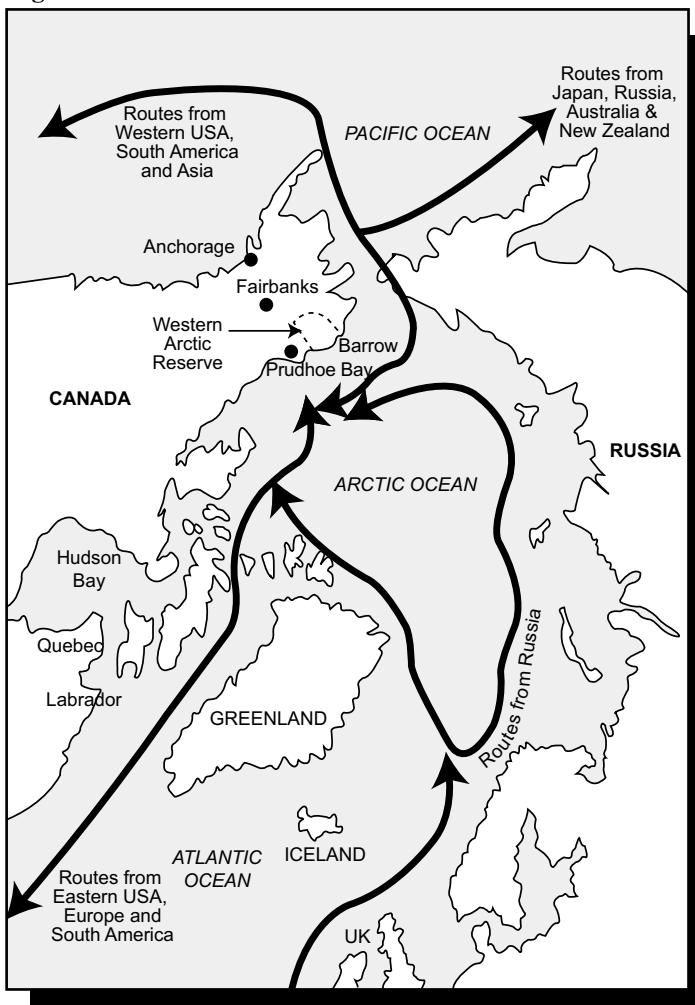 Routes from
Japan, Russia,
Australia &
New Zealand
Routes from
Western USA,
South America
and Asia
PACIFIC OCEAN
Anchorage
Fairbanks
Western
Arctic
Reserve
Barrow
Prudhoe Bay
CANADA
RUSSIA
ARCTIC OCEAN
Hudson
Bay
Quebec
Labrador
GREENLAND
Routes from Russia
ATLANTIC
OCEAN
ICELAND
Routes from
Eastern USA,
Europe and
South America
UK